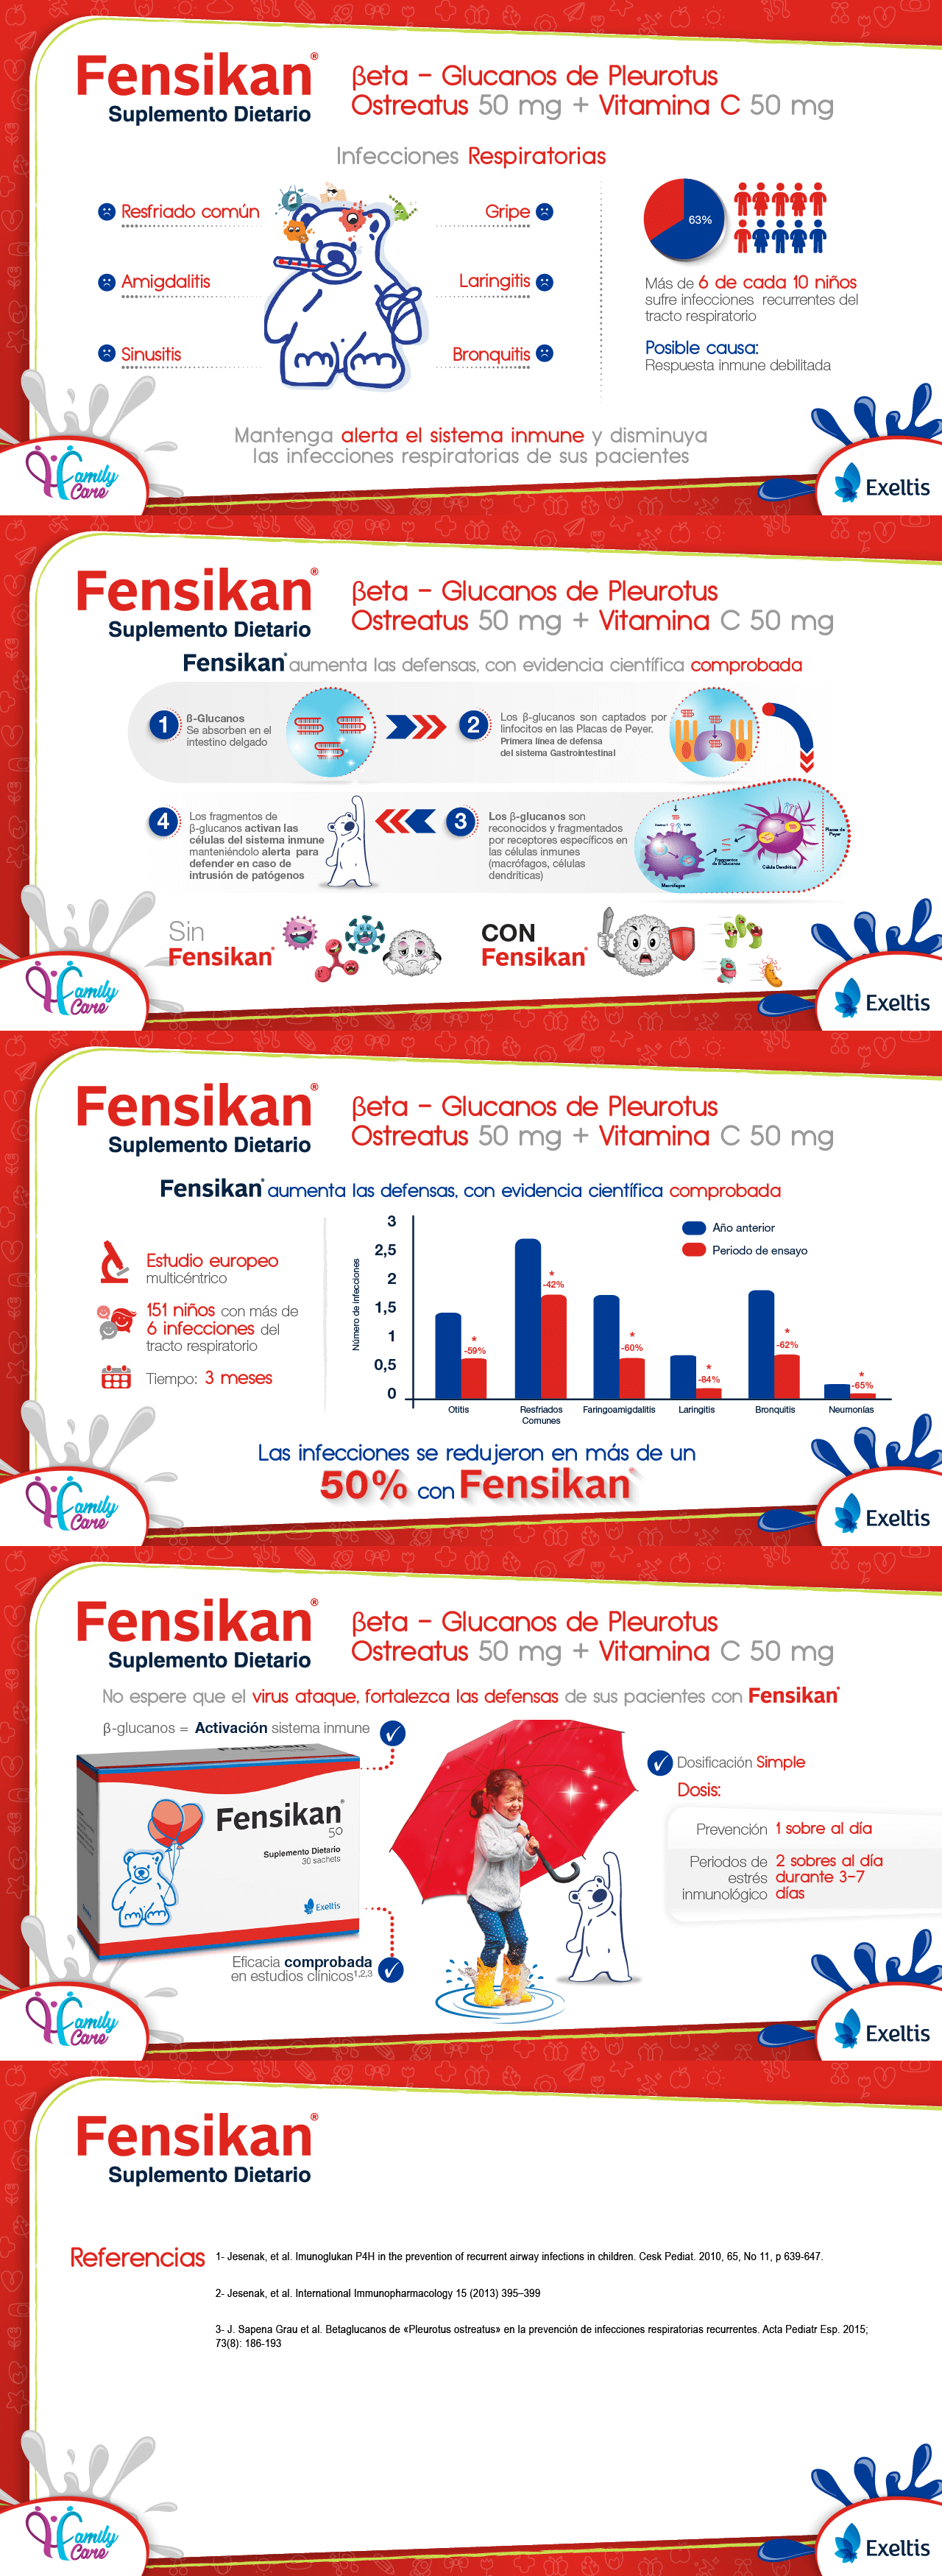 Fensikan®
Suplemento Dietario
βeta - Glucanos de Pleurotus
Ostreatus 50 mg + Vitamina C 50 mg
Infecciones Respiratorias
Resfriado común
Amigdalitis
Sinusitis
Gripe
Laringitis
Bronquitis
63%
Más de 6 de cada 10 niños
sufre infecciones recurrentes del
tracto respiratorio
Posible causa:
Respuesta inmune debilitada
Mantenga alerta el sistema inmune y disminuya
las infecciones respiratorias de sus pacientes
Family
Care
Exeltis
Fensikan®
Suplemento Dietario
βeta - Glucanos de Pleurotus
Ostreatus 50 mg + Vitamina C 50 mg
Fensikan® aumenta las defensas, con evidencia científica comprobada
1
ß-Glucanos
Se absorben en el
intestino delgado
2
Los β-glucanos son captados por
linfocitos en las Placas de Peyer.
Primera línea de defensa
del sistema Gastrointestinal
4
Los fragmentos de
β-glucanos activan las
células del sistema inmune
manteniéndolo alerta para
defender en caso de
intrusión de patógenos
3
Los β-glucanos son
reconocidos y fragmentados
por receptores específicos en
las células inmunes
(macrófagos, células
dendríticas)
Placas de
Peyer
Fragmentos
Célula Dendrítica
Macrófagos
Sin
Fensikan®
CON
Fensikan®
Family
Care
Exeltis
Fensikan®
Suplemento Dietario
βeta - Glucanos de Pleurotus
Ostreatus 50 mg + Vitamina C 50 mg
Fensikan® aumenta las defensas, con evidencia científica comprobada
Estudio europeo
multicéntrico
151 niños con más de
6 infecciones del
tracto respiratorio
Tiempo: 3 meses
Número de infecciones
3
2,5
2
1,5
1
0,5
0
Año anterior
Periodo de ensayo
*
-59%
*
-42%
*
-60%
*
-84%
*
-62%
*
-65%
Otitis
Resfriados
Comunes
Faringoamigdalitis
Laringitis
Bronquitis
Neumonías
Las infecciones se redujeron en más de un
50% con Fensikan®
Family
Care
Exeltis
Fensikan®
Suplemento Dietario
βeta - Glucanos de Pleurotus
Ostreatus 50 mg + Vitamina C 50 mg
No espere que el virus ataque, fortalezca las defensas de sus pacientes con Fensikan®
β-glucanos = Activación sistema inmune
Fensikan
Fensikan®
50
Suplemento Dietario
30 sachets
Exeltis
Eficacia comprobada
en estudios clínicos1,2,3
Dosificación Simple
Dosis:
Prevención 1 sobre al día
Periodos de estrés inmunológico 2 sobres al día durante 3-7 días
Family
Care
Exeltis
Fensikan®
Suplemento Dietario
Referencias
1- Jesenak, et al. Imunoglukan P4H in the prevention of recurrent airway infections in children. Cesk Pediat. 2010, 65, No 11, p 639-647.
2- Jesenak, et al. International Immunopharmacology 15 (2013) 395–399
3- J. Sapena Grau et al. Betaglucanos de «Pleurotus ostreatus» en la prevención de infecciones respiratorias recurrentes. Acta Pediatr Esp. 2015;
73(8): 186-193
Family
Care
Exeltis